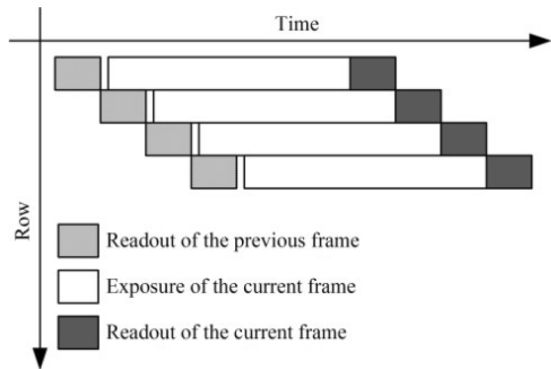 Time
Row
Readout of the previous frame
Exposure of the current frame
Readout of the current frame